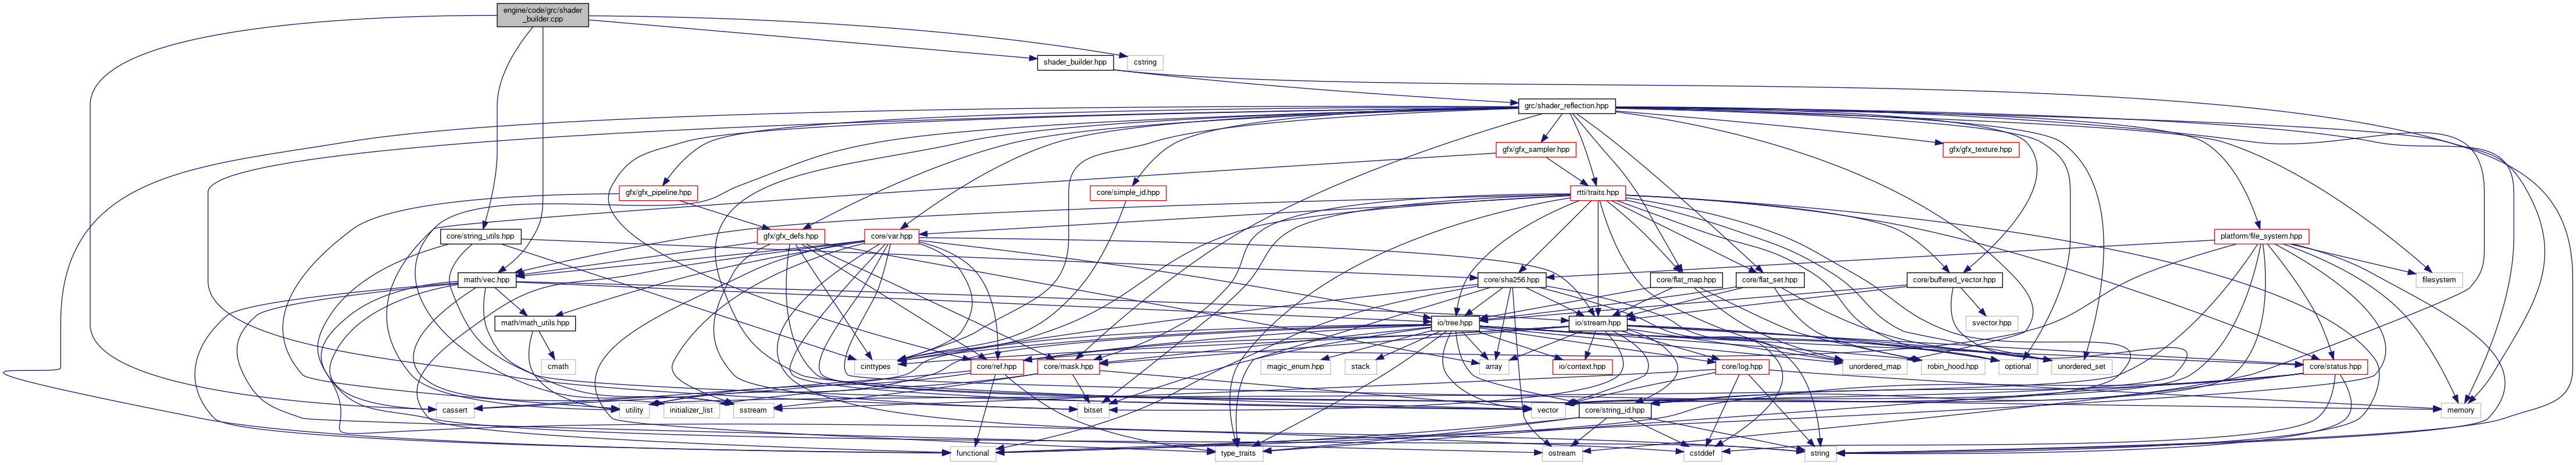 engine/code/grc/shader
_builder.cpp
shader_builder.hpp
cstring
grc/shader_reflection.hpp
gfx/gfx_sampler.hpp
gfx/gfx_texture.hpp
gfx/gfx_pipeline.hpp
core/simple_id.hpp
rtti/traits.hpp
core/string_utils.hpp
gfx/gfx_defs.hpp
core/var.hpp
platform/file_system.hpp
math/vec.hpp
core/sha256.hpp
core/flat_map.hpp
core/flat_set.hpp
core/buffered_vector.hpp
filesystem
math/math_utils.hpp
io/tree.hpp
io/stream.hpp
svector.hpp
cmath
cinttypes
core/ref.hpp
core/mask.hpp
magic_enum.hpp
stack
array
io/context.hpp
core/log.hpp
unordered_map
robin_hood.hpp
optional
unordered_set
core/status.hpp
cassert
utility
initializer_list
sstream
bitset
vector
core/string_id.hpp
memory
functional
type_traits
ostream
cstddef
string